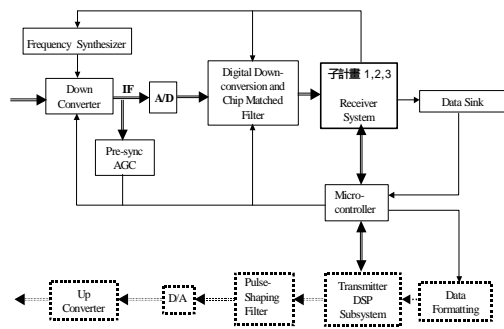 Frequency Synthesizer
Down
Converter
IF
A/D
Digital Down-
conversion and
Chip Matched
Filter
子計畫 1,2,3
Receiver
System
Data Sink
Pre-sync
AGC
Micro-
controller
Up
Converter
D/A
Pulse-
Shaping
Filter
Transmitter
DSP
Subsystem
Data
Formatting